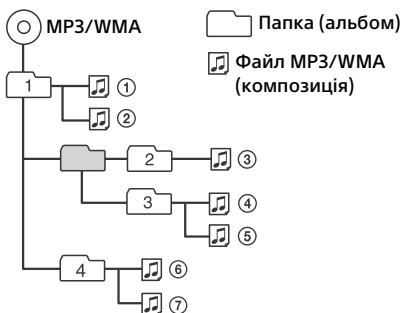 MP3/WMA
Папка (альбом)
Файл MP3/WMA
(композиція)
1
①
②
2
③
3
④
⑤
4
⑥
⑦